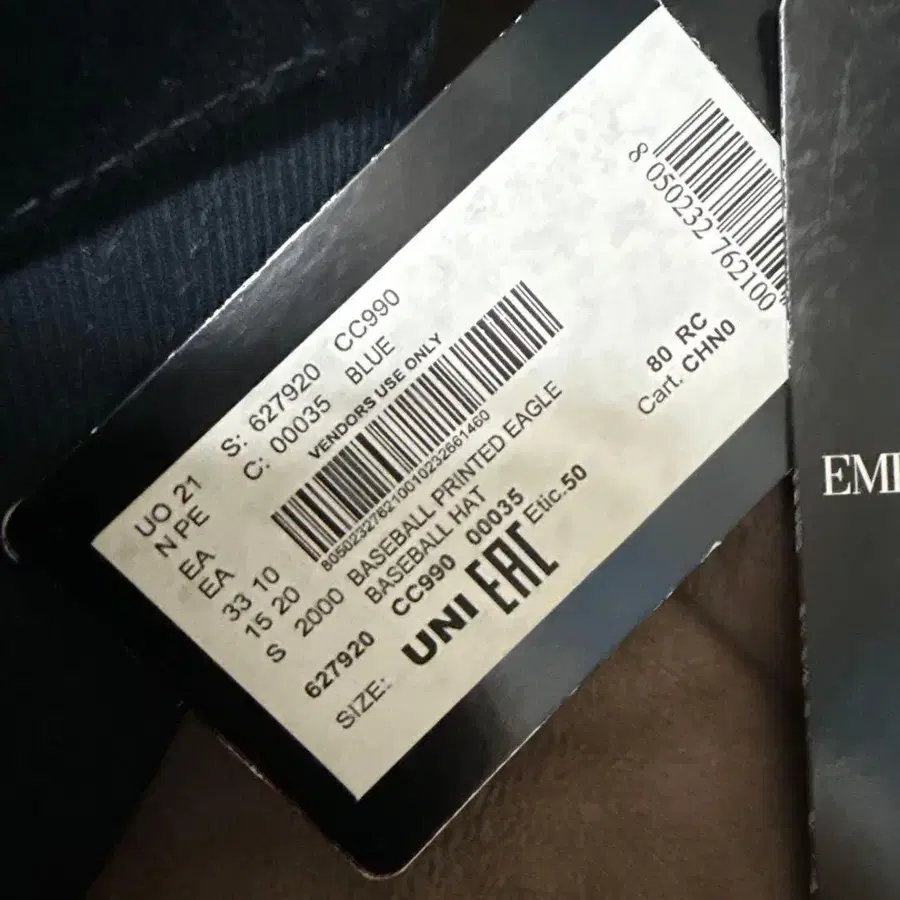 8 050232 762100
UO 21 S: 627920 CC990
N PE C: 00035 BLUE
VENDORS USE ONLY
EA
EA
80 RC
Cart. CHN0
33 10
15 20
80502327621001023266146​0
S 2000 BASEBALL PRINTED EAGLE
BASEBALL HAT
627920 CC990 00035
SIZE: UNI EAC Etic.50
EM